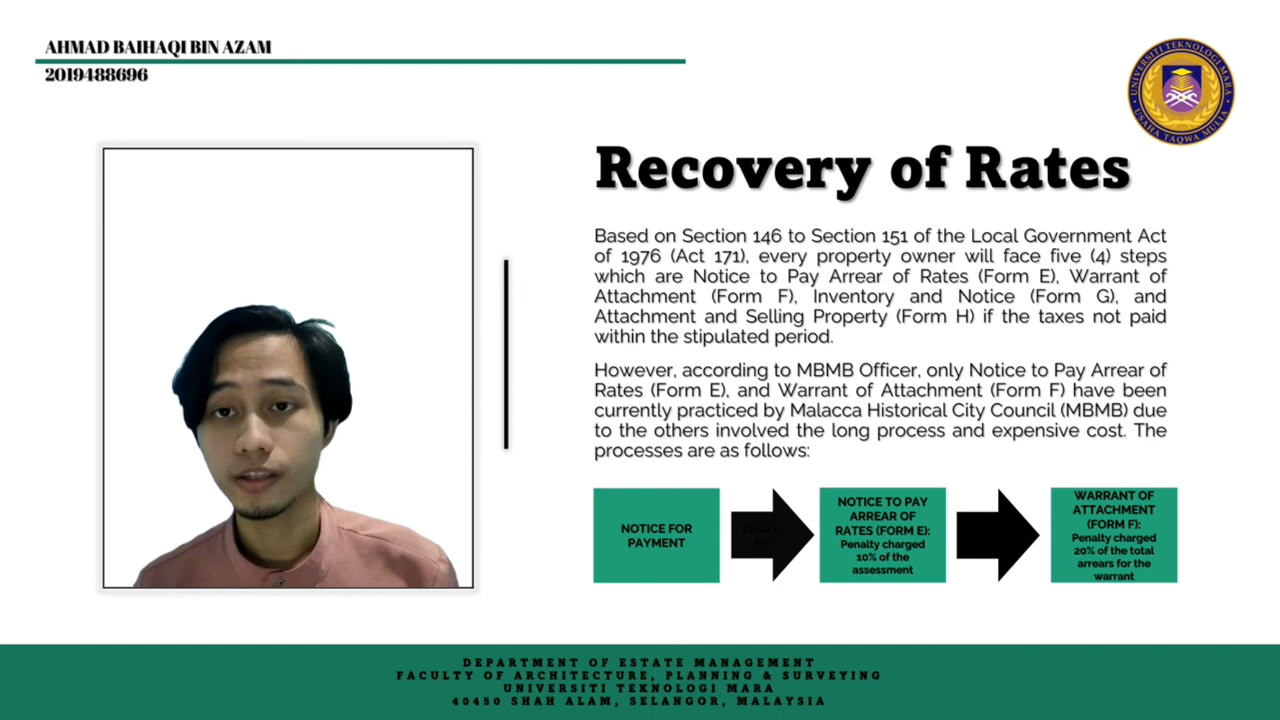 AHMAD BAIHAQI BIN AZAM
2019488696
UNIVERSITI TEKNOLOGI MARA
USAHA TAQWA MULIA
Recovery of Rates
Based on Section 146 to Section 151 of the Local Government Act
of 1976 (Act 171), every property owner will face five (4) steps
which are Notice to Pay Arrear of Rates (Form E), Warrant of
Attachment (Form F), Inventory and Notice (Form G), and
Attachment and Selling Property (Form H) if the taxes not paid
within the stipulated period.
However, according to MBMB Officer, only Notice to Pay Arrear of
Rates (Form E), and Warrant of Attachment (Form F) have been
currently practiced by Malacca Historical City Council (MBMB) due
to the others involved the long process and expensive cost. The
processes are as follows:
NOTICE FOR
PAYMENT
NOTICE TO PAY
ARREAR OF
RATES (FORM E):
Penalty charged
10% of the
assessment
WARRANT OF
ATTACHMENT
(FORM F):
Penalty charged
20% of the total
arrears for the
warrant
DEPARTMENT OF ESTATE MANAGEMENT
FACULTY OF ARCHITECTURE, PLANNING & SURVEYING
UNIVERSITI TEKNOLOGI MARA
40450 SHAH ALAM, SELANGOR, MALAYSIA